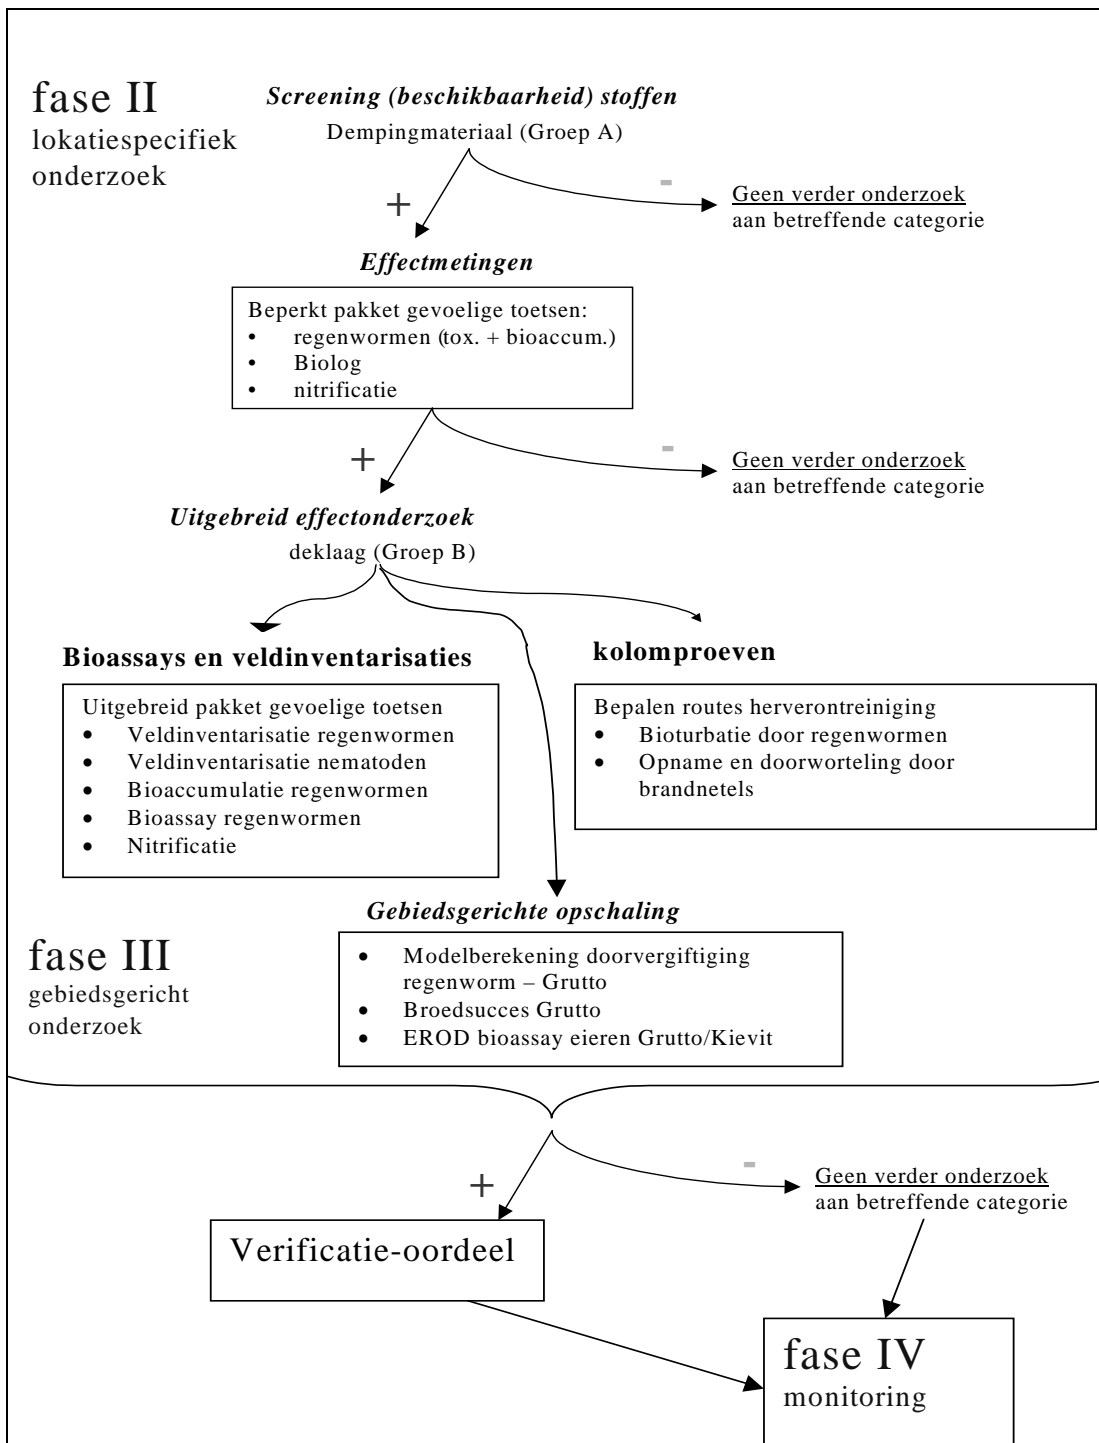 fase II
lokatiespecifiek
onderzoek
Screening (beschikbaarheid) stoffen
Dempingmateriaal (Groep A)
+
-
Geen verder onderzoek
aan betreffende categorie
Effectmetingen
Beperkt pakket gevoelige toetsen:
• regenwormen (tox. + bioaccum.)
• Biolog
• nitrificatie
+
-
Geen verder onderzoek
aan betreffende categorie
Uitgebreid effectonderzoek
deklaag (Groep B)
Bioassays en veldinventarisaties
Uitgebreid pakket gevoelige toetsen
• Veldinventarisatie regenwormen
• Veldinventarisatie nematoden
• Bioaccumulatie regenwormen
• Bioassay regenwormen
• Nitrificatie
kolomproeven
Bepalen routes herverontreiniging
• Bioturbatie door regenwormen
• Opname en doorworteling door
brandnetels
fase III
gebiedsgericht
onderzoek
Gebiedsgerichte opschaling
• Modelberekening doorvergiftiging
regenworm – Grutto
• Broedsucces Grutto
• EROD bioassay eieren Grutto/Kievit
+
-
Geen verder onderzoek
aan betreffende categorie
Verificatie-oordeel
fase IV
monitoring